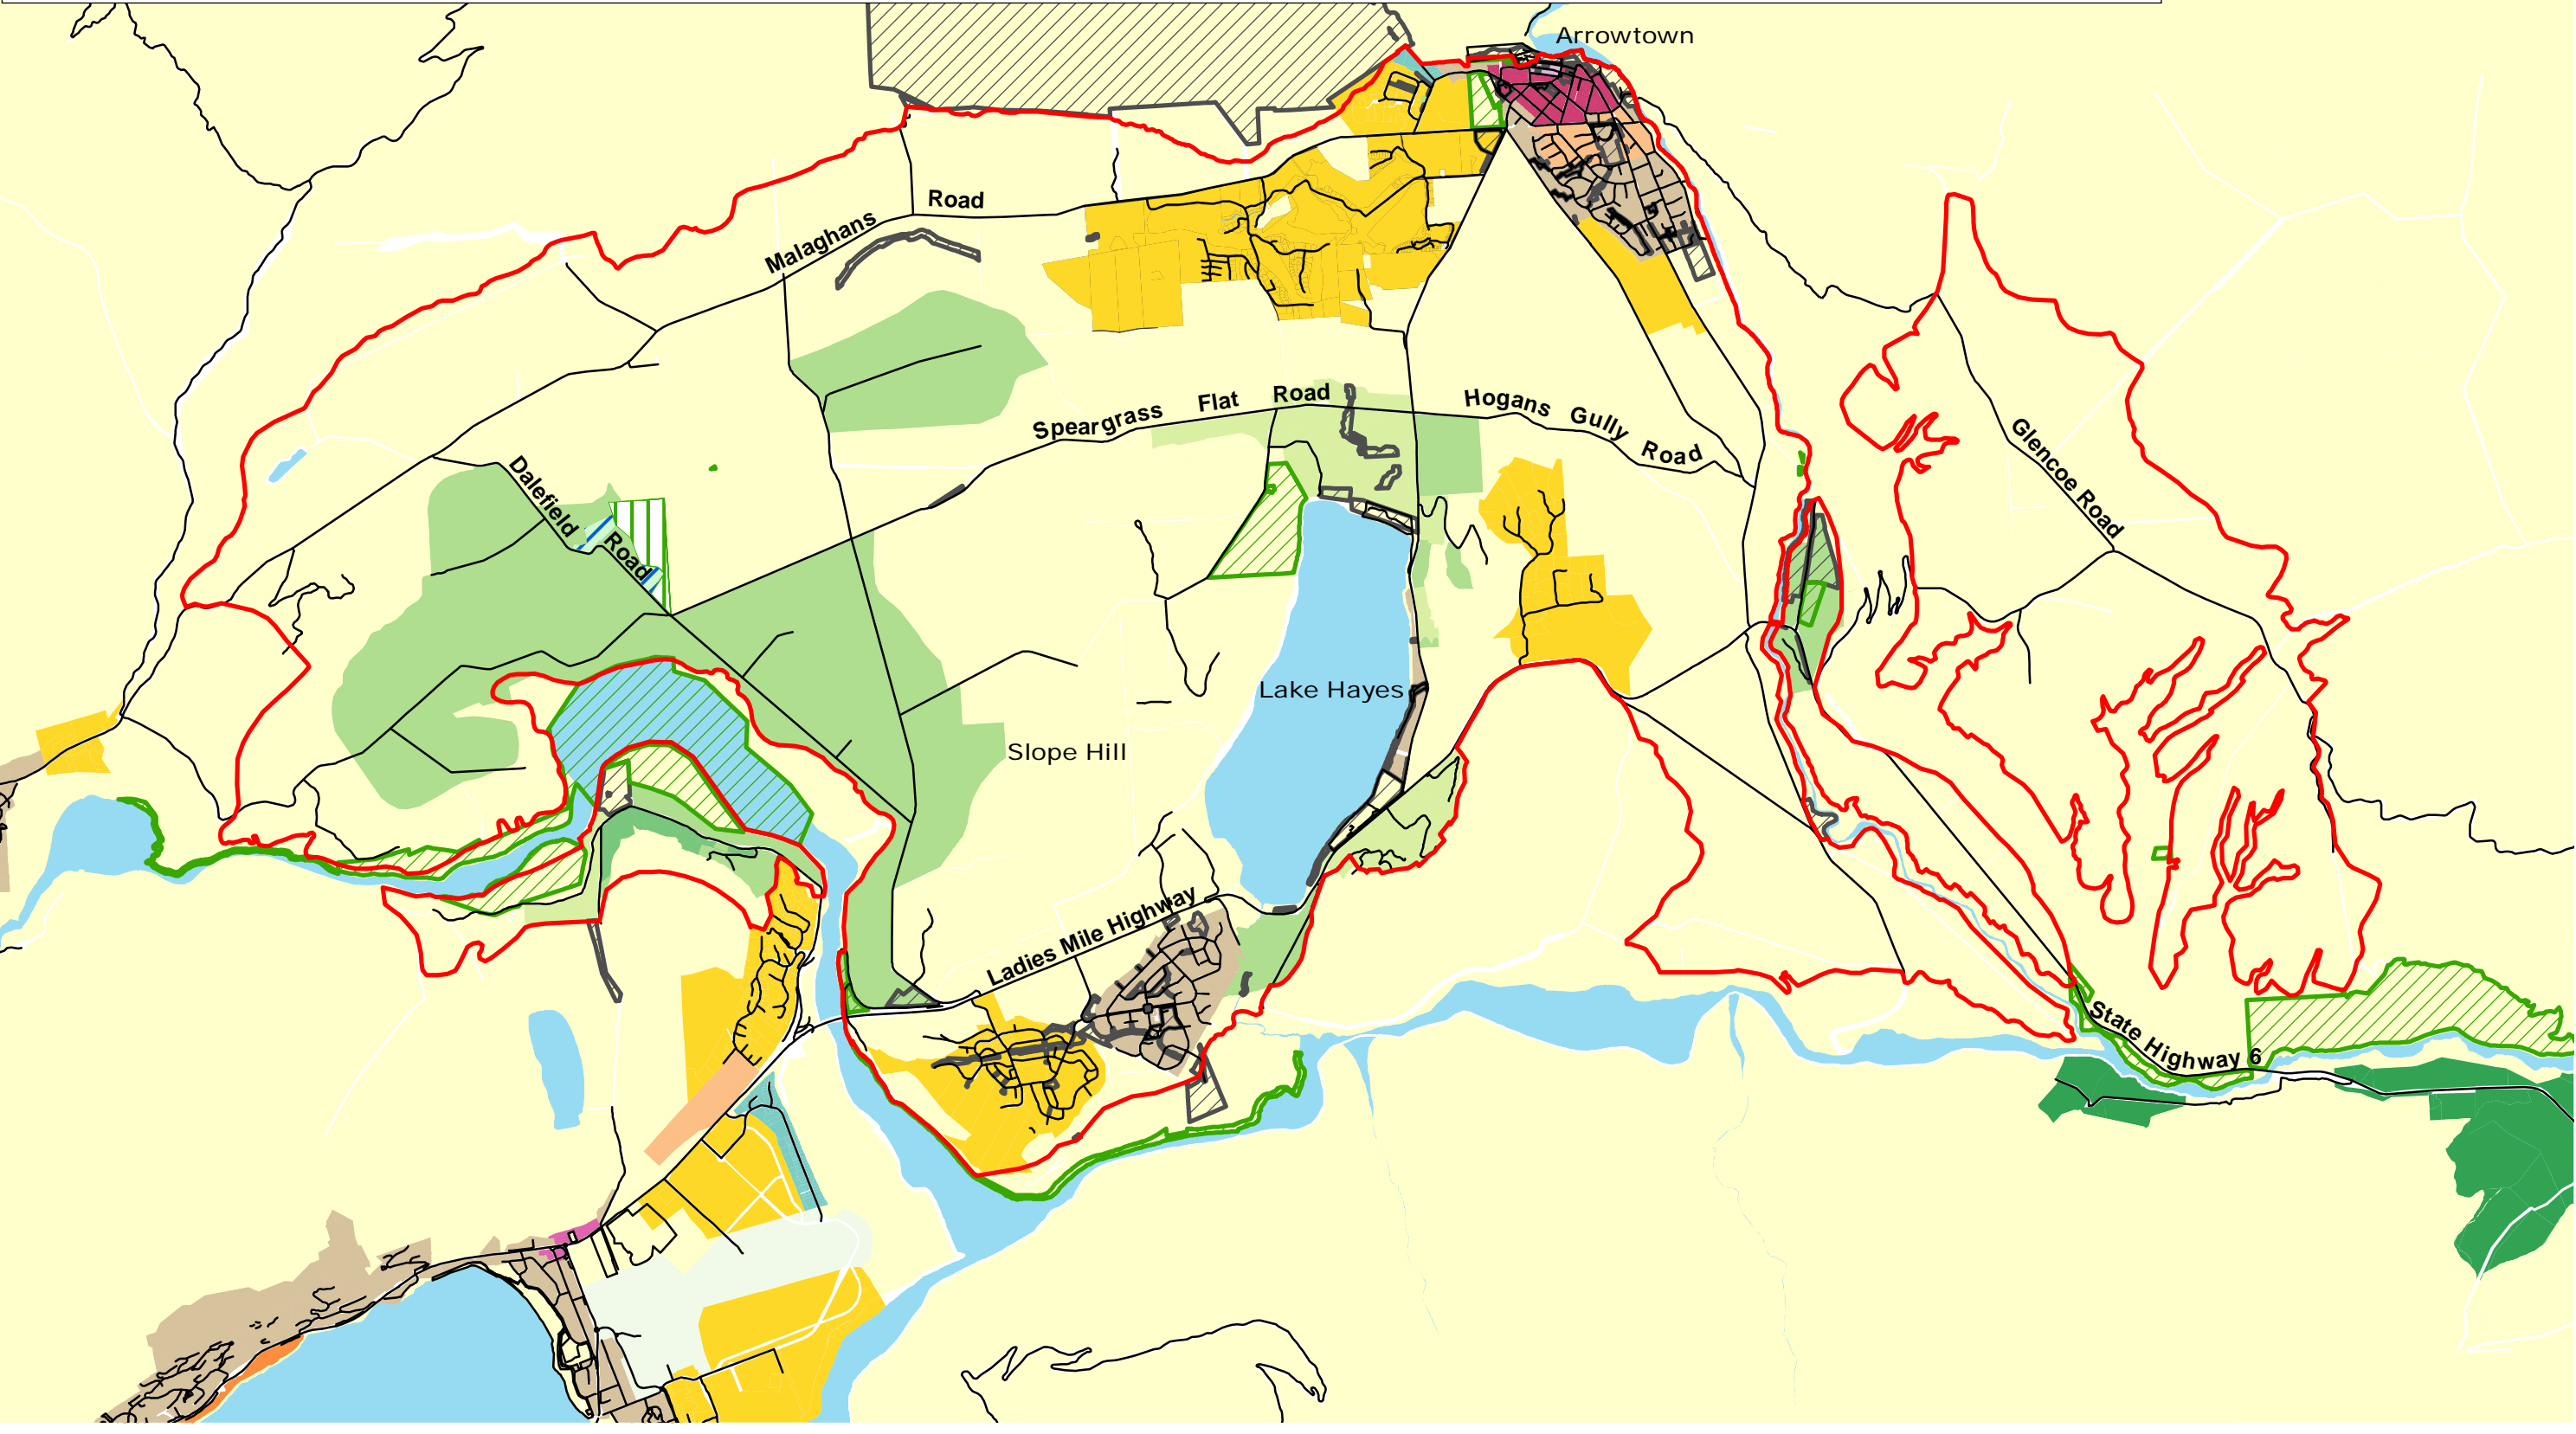 Arrowtown
Malaghans Road
Speargrass Flat Road
Hogans Gully Road
Glencoe Road
Dalefield Road
Lake Hayes
Slope Hill
Ladies Mile Highway
State Highway 6